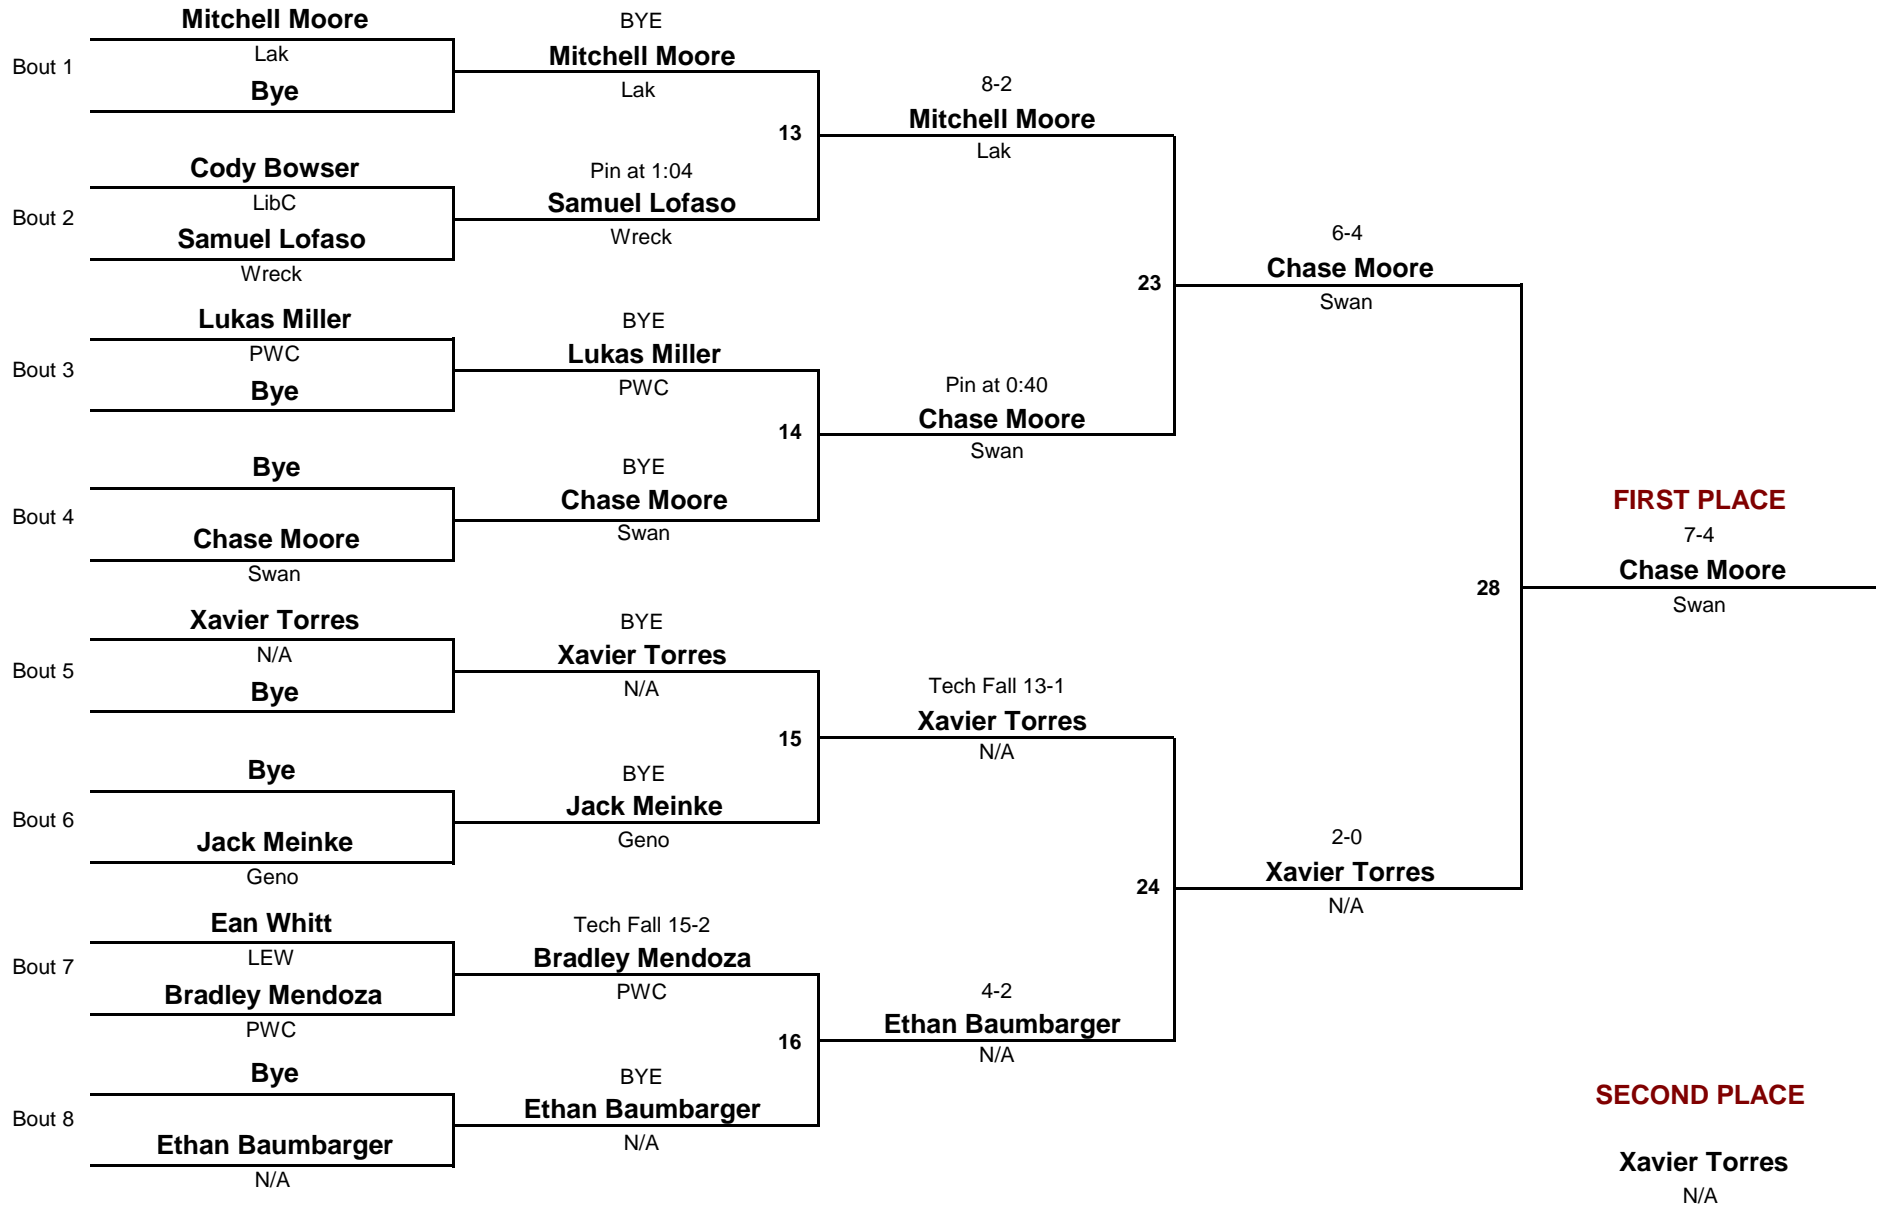 Mitchell Moore
Bout 1
Lak
Bye
BYE
Mitchell Moore
Lak
Cody Bowser
Bout 2
LibC
Samuel Lofaso
Wreck
Pin at 1:04
Samuel Lofaso
Wreck
13
8-2
Mitchell Moore
Lak
Lukas Miller
Bout 3
PWC
Bye
BYE
Lukas Miller
PWC
Bye
Bout 4
Chase Moore
Swan
BYE
Chase Moore
Swan
14
Pin at 0:40
Chase Moore
Swan
23
6-4
Chase Moore
Swan
Xavier Torres
Bout 5
N/A
Bye
BYE
Xavier Torres
N/A
Bye
Bout 6
Jack Meinke
Geno
BYE
Jack Meinke
Geno
15
Tech Fall 13-1
Xavier Torres
N/A
Ean Whitt
Bout 7
LEW
Bradley Mendoza
PWC
Tech Fall 15-2
Bradley Mendoza
PWC
Bye
Bout 8
Ethan Baumbarger
N/A
BYE
Ethan Baumbarger
N/A
16
4-2
Ethan Baumbarger
N/A
24
2-0
Xavier Torres
N/A
28
FIRST PLACE
7-4
Chase Moore
Swan
SECOND PLACE
Xavier Torres
N/A